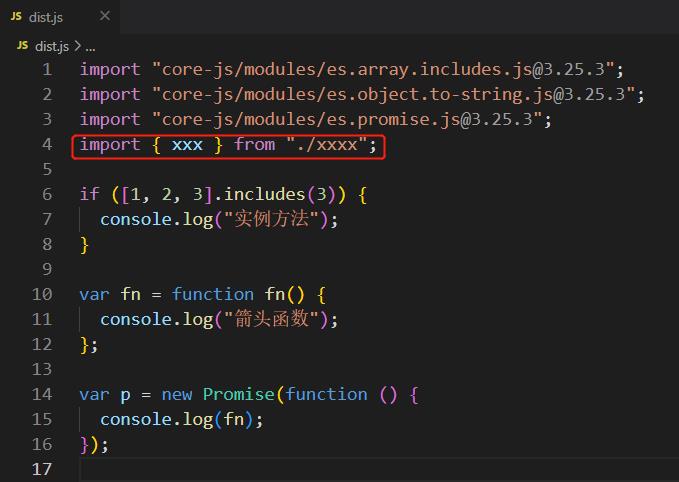 JS dist.js ×
JS dist.js > ...
1 import "core-js/modules/es.array.includes.js@3.25.3";
2 import "core-js/modules/es.object.to-string.js@3.25.3";
3 import "core-js/modules/es.promise.js@3.25.3";
4 import { xxx } from "./xxxx";
5
6 if ([1, 2, 3].includes(3)) {
7   console.log("实例方法");
8 }
9
10 var fn = function fn() {
11   console.log("箭头函数");
12 };
13
14 var p = new Promise(function () {
15   console.log(fn);
16 });
17